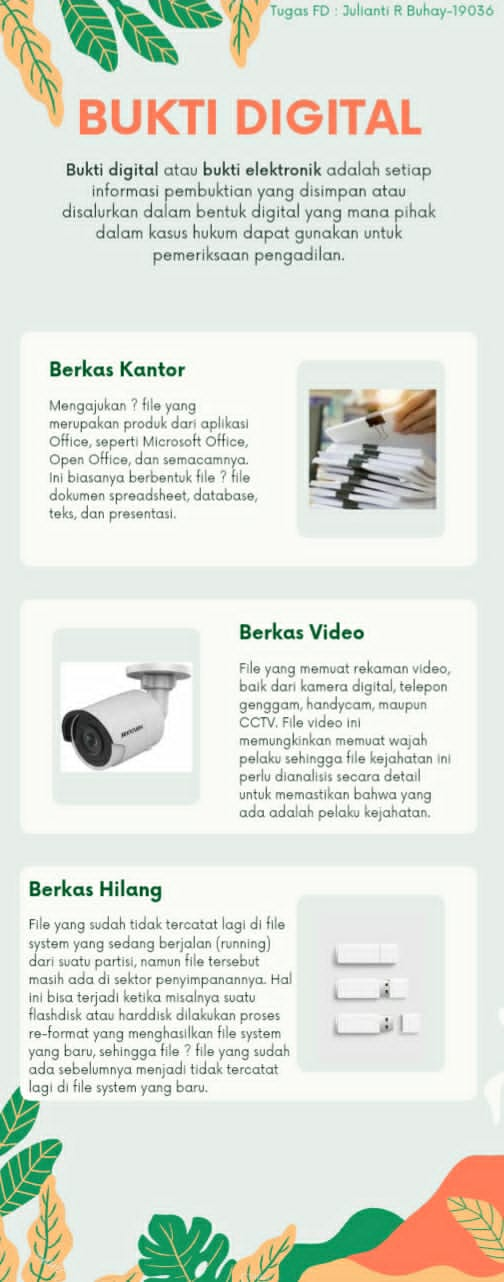 Tugas FD : Julianti R Buhay-19036
BUKTI DIGITAL
Bukti digital atau bukti elektronik adalah setiap
informasi pembuktian yang disimpan atau
disalurkan dalam bentuk digital yang mana pihak
dalam kasus hukum dapat gunakan untuk
pemeriksaan pengadilan.
Berkas Kantor
Mengajukan ? file yang
merupakan produk dari aplikasi
Office, seperti Microsoft Office,
Open Office, dan semacamnya.
Ini biasanya berbentuk file ? file
dokumen spreadsheet, database,
teks, dan presentasi.
Berkas Video
File yang memuat rekaman video,
baik dari kamera digital, telepon
genggam, handycam, maupun
CCTV. File video ini
memungkinkan memuat wajah
pelaku sehingga file kejahatan ini
perlu dianalisis secara detail
untuk memastikan bahwa yang
ada adalah pelaku kejahatan.
Berkas Hilang
File yang sudah tidak tercatat lagi di file
system yang sedang berjalan (running)
dari suatu partisi, namun file tersebut
masih ada di sektor penyimpanannya. Hal
ini bisa terjadi ketika misalnya suatu
flashdisk atau harddisk dilakukan proses
re-format yang menghasilkan file system
yang baru, sehingga file ? file yang sudah
ada sebelumnya menjadi tidak tercatat
lagi di file system yang baru.